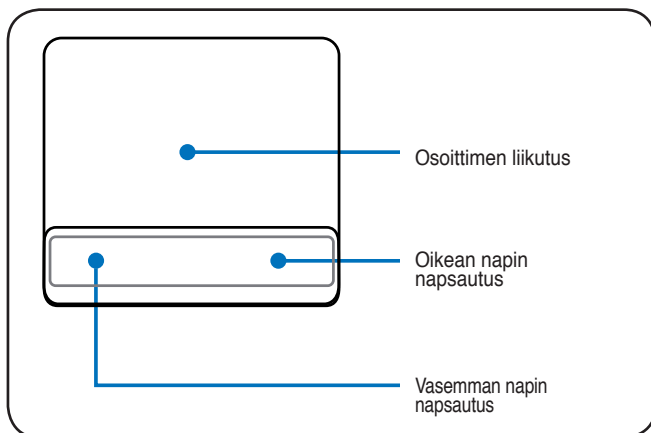 Osoittimen liikutus
Oikean napin
napsautus
Vasemman napin
napsautus